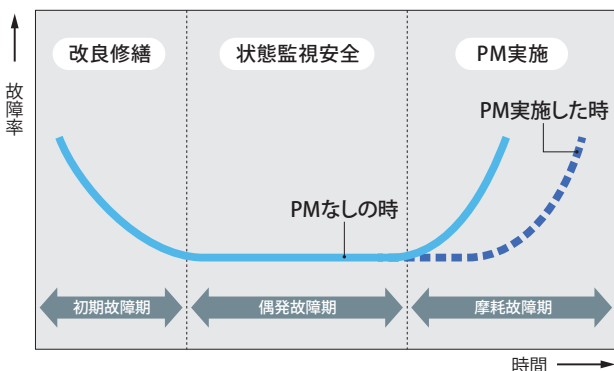 改良修繕
状態監視安全
PM実施
故障率
PM実施した時
PMなしの時
初期故障期
偶発故障期
摩耗故障期
時間